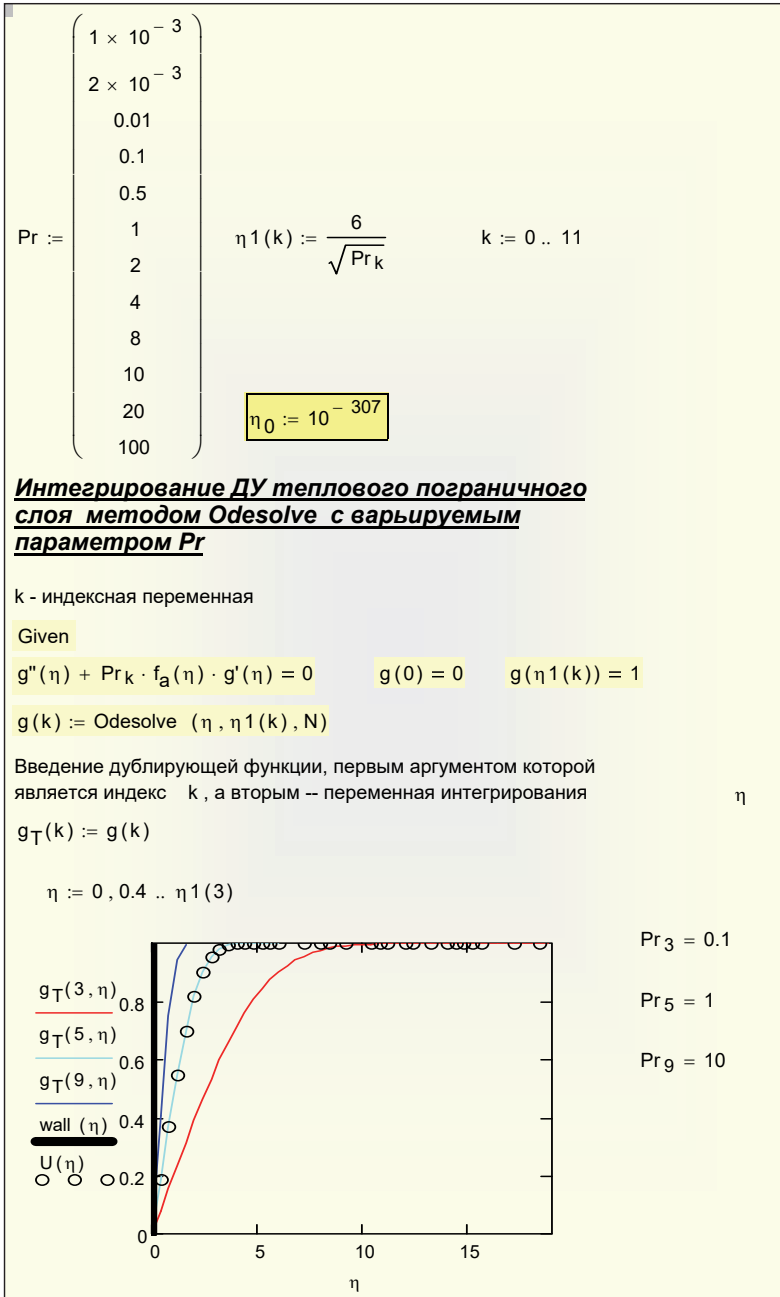 Pr :=
1 × 10⁻³
2 × 10⁻³
0.01
0.1
0.5
1
2
4
8
10
20
100
η1(k) := 6 / √Pr_k
k := 0 .. 11
η_0 := 10^{- 307}
Интегрирование ДУ теплового пограничного
слоя методом Odesolve с варьируемым
параметром Pr
k - индексная переменная
Given
g"(η) + Pr_k · f_a(η) · g'(η) = 0 g(0) = 0 g(η1(k)) = 1
g(k) := Odesolve (η , η1(k) , N)
Введение дублирующей функции, первым аргументом которой
является индекс k , а вторым -- переменная интегрирования η
g_T(k) := g(k)
η := 0 , 0.4 .. η1(3)
g_T(3 , η)
g_T(5 , η)
g_T(9 , η)
wall (η)
U(η)
0.8
0.6
0.4
0.2
0
0 5 10 15
η
Pr_3 = 0.1
Pr_5 = 1
Pr_9 = 10